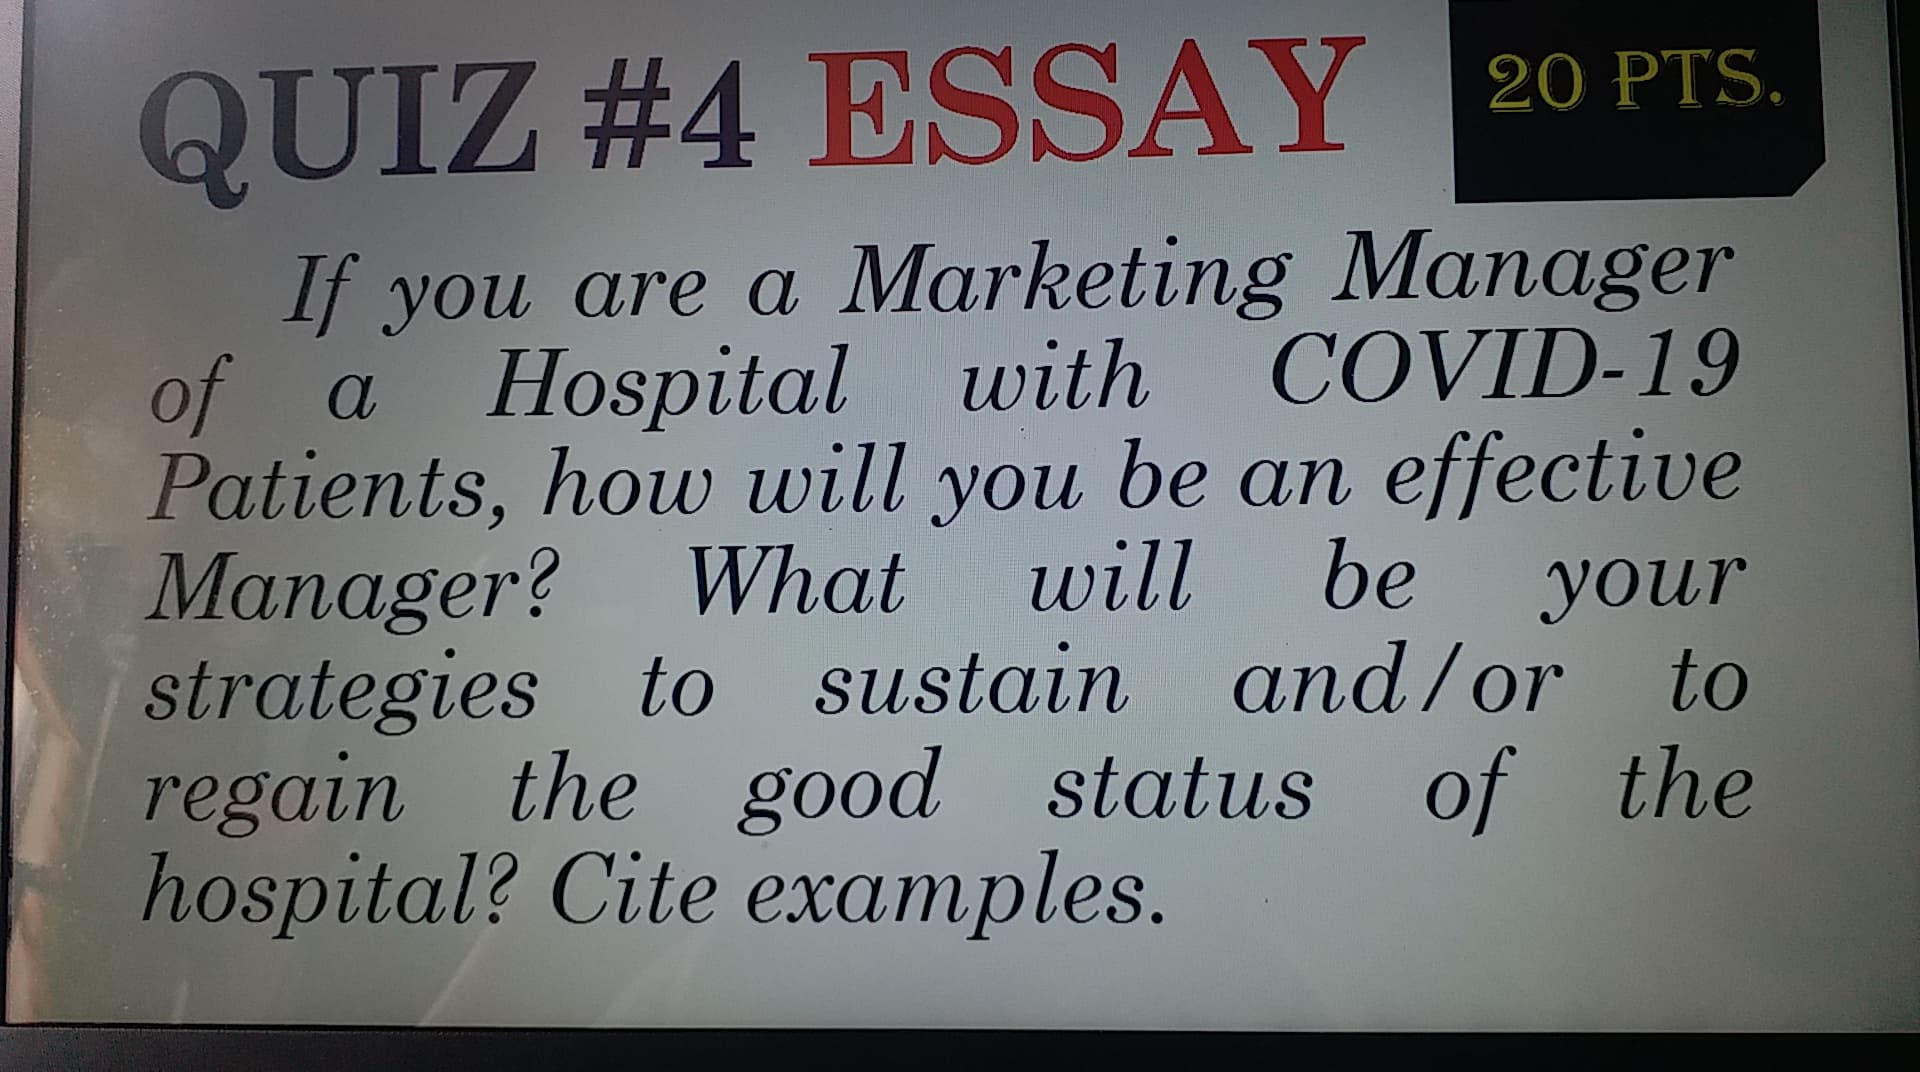 QUIZ #4 ESSAY
20 PTS.
If you are a Marketing Manager
of a Hospital with COVID-19
Patients, how will you be an effective
Manager? What will be your
strategies to sustain and/or to
regain the good status of the
hospital? Cite examples.